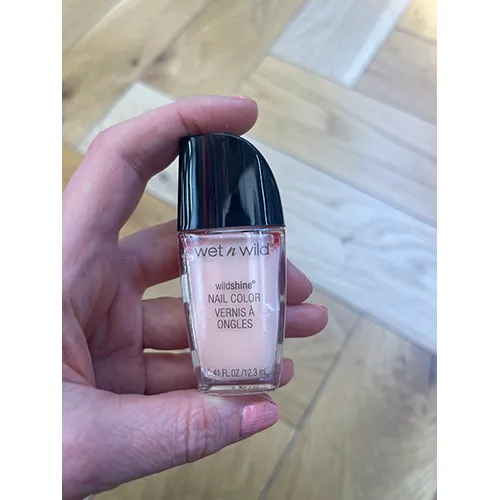 wet n wild
wildshine®
NAIL COLOR
VERNIS À
ONGLES
0.41 FL OZ/12.3 mL